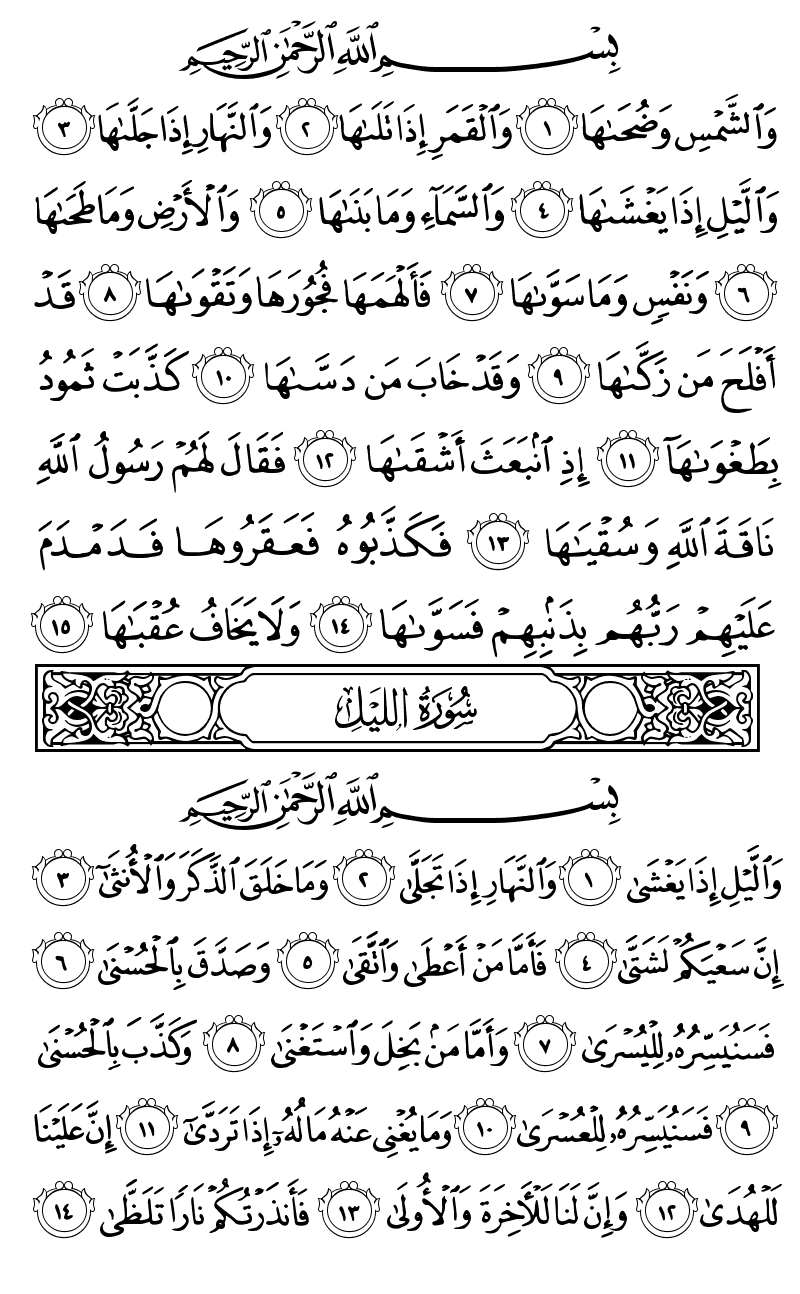 بِسْمِ ٱللَّهِ ٱلرَّحْمَٰنِ ٱلرَّحِيمِ
وَٱلشَّمْسِ وَضُحَىٰهَا ١ وَٱلْقَمَرِ إِذَا تَلَىٰهَا ٢ وَٱلنَّهَارِ إِذَا جَلَّىٰهَا ٣
وَٱلَّيْلِ إِذَا يَغْشَىٰهَا ٤ وَٱلسَّمَآءِ وَمَا بَنَىٰهَا ٥ وَٱلْأَرْضِ وَمَا طَحَىٰهَا
٦ وَنَفْسٍ وَمَا سَوَّىٰهَا ٧ فَأَلْهَمَهَا فُجُورَهَا وَتَقْوَىٰهَا ٨ قَدْ
أَفْلَحَ مَن زَكَّىٰهَا ٩ وَقَدْ خَابَ مَن دَسَّىٰهَا ١٠ كَذَّبَتْ ثَمُودُ
بِطَغْوَىٰهَآ ١١ إِذِ ٱنۢبَعَثَ أَشْقَىٰهَا ١٢ فَقَالَ لَهُمْ رَسُولُ ٱللَّهِ
نَاقَةَ ٱللَّهِ وَسُقْيَٰهَا ١٣ فَكَذَّبُوهُ فَعَقَرُوهَا فَدَمْدَمَ
عَلَيْهِمْ رَبُّهُم بِذَنۢبِهِمْ فَسَوَّىٰهَا ١٤ وَلَا يَخَافُ عُقْبَٰهَا ١٥
سُورَةُ الليْلِ
بِسْمِ ٱللَّهِ ٱلرَّحْمَٰنِ ٱلرَّحِيمِ
وَٱلَّيْلِ إِذَا يَغْشَىٰ ١ وَٱلنَّهَارِ إِذَا تَجَلَّىٰ ٢ وَمَا خَلَقَ ٱلذَّكَرَ وَٱلْأُنثَىٰٓ ٣
إِنَّ سَعْيَكُمْ لَشَتَّىٰ ٤ فَأَمَّا مَنْ أَعْطَىٰ وَٱتَّقَىٰ ٥ وَصَدَّقَ بِٱلْحُسْنَىٰ ٦
فَسَنُيَسِّرُهُۥ لِلْيُسْرَىٰ ٧ وَأَمَّا مَنۢ بَخِلَ وَٱسْتَغْنَىٰ ٨ وَكَذَّبَ بِٱلْحُسْنَىٰ
٩ فَسَنُيَسِّرُهُۥ لِلْعُسْرَىٰ ١٠ وَمَا يُغْنِى عَنْهُ مَالُهُۥٓ إِذَا تَرَدَّىٰٓ ١١ إِنَّ عَلَيْنَا
لَلْهُدَىٰ ١٢ وَإِنَّ لَنَا لَلْأَخِرَةَ وَٱلْأُولَىٰ ١٣ فَأَنذَرْتُكُمْ نَارًا تَلَظَّىٰ ١٤